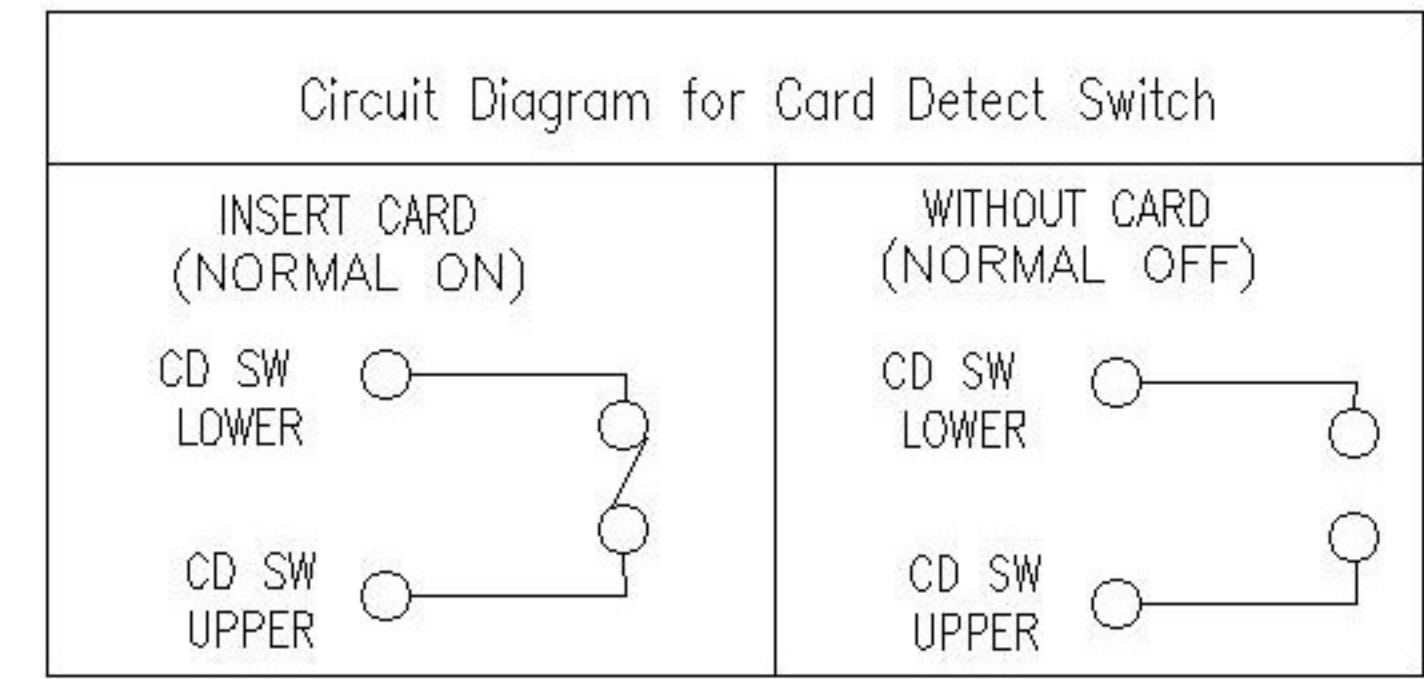 Circuit Diagram for Card Detect Switch
INSERT CARD
(NORMAL ON)
CD SW
LOWER
CD SW
UPPER
WITHOUT CARD
(NORMAL OFF)
CD SW
LOWER
CD SW
UPPER